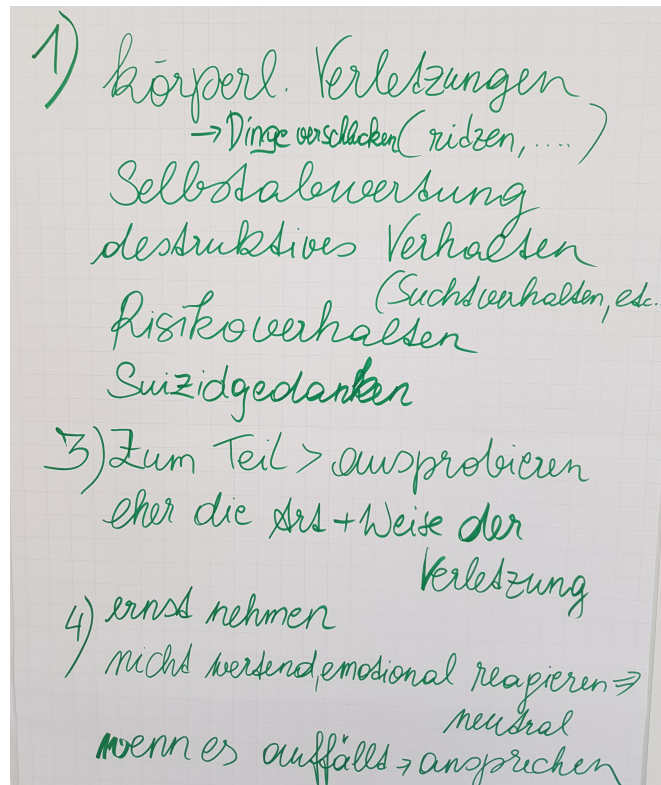 1) körperl. Verletzungen
→ Dinge verschlucken (ridzen, ....)
Selbstabwertung
destruktives Verhalten
(Suchtverhalten, etc..
Risikoverhalten
Suizidgedanken
3) Zum Teil > ausprobieren
eher die Art + Weise der
Verletzung
4) ernst nehmen
nicht wertend, emotional reagieren ⇒
neutral
wenn es auffällt → ansprechen